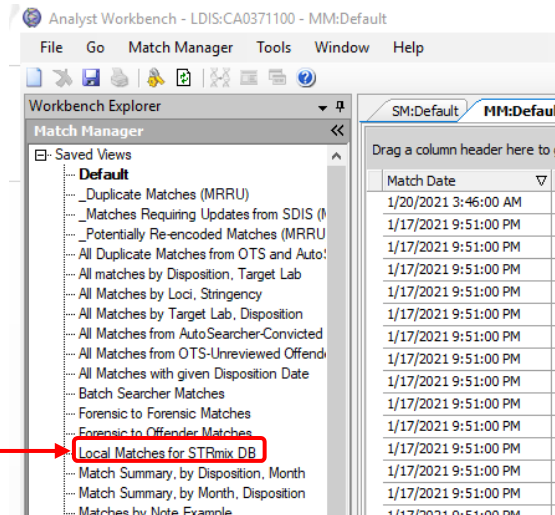 Analyst Workbench - LDIS:CA0371100 - MM:Default
File Go Match Manager Tools Window Help
Workbench Explorer
Match Manager
Saved Views
Default
_Duplicate Matches (MRRU)
_Matches Requiring Updates from SDIS (M
_Potentially Re-encoded Matches (MRRU
All Duplicate Matches from OTS and Auto
All matches by Disposition, Target Lab
All Matches by Loci, Stringency
All Matches by Target Lab, Disposition
All Matches from AutoSearcher-Convicted
All Matches from OTS-Unreviewed Offend
All Matches with given Disposition Date
Batch Searcher Matches
Forensic to Forensic Matches
Forensic to Offender Matches
Local Matches for STRmix DB
Match Summary, by Disposition, Month
Match Summary, by Month, Disposition
Matches by Note Example
SM:Default MM:Defaul
Drag a column header here to
Match Date
1/20/2021 3:46:00 AM
1/17/2021 9:51:00 PM
1/17/2021 9:51:00 PM
1/17/2021 9:51:00 PM
1/17/2021 9:51:00 PM
1/17/2021 9:51:00 PM
1/17/2021 9:51:00 PM
1/17/2021 9:51:00 PM
1/17/2021 9:51:00 PM
1/17/2021 9:51:00 PM
1/17/2021 9:51:00 PM
1/17/2021 9:51:00 PM
1/17/2021 9:51:00 PM
1/17/2021 9:51:00 PM
1/17/2021 9:51:00 PM